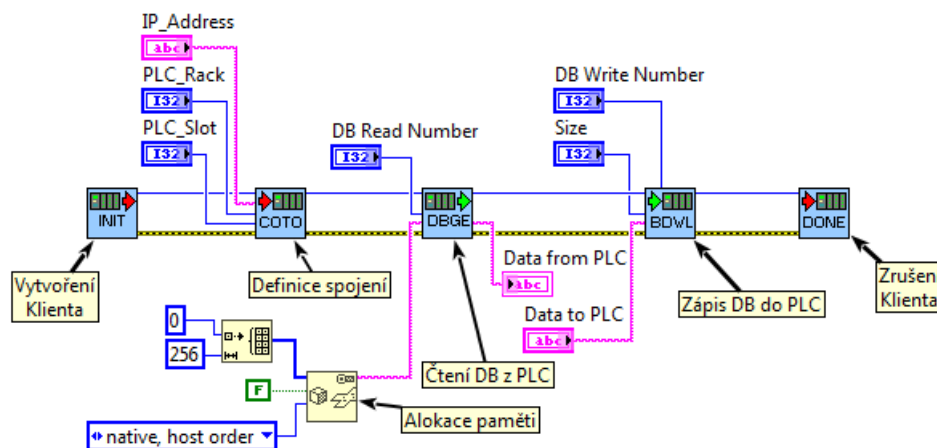 IP_Address
abc
PLC_Rack
I32
PLC_Slot
I32
DB Read Number
I32
DB Write Number
I32
Size
I32
INIT
COTO
DBGE
BDWL
DONE
Vytvoření
Klienta
Definice spojení
Data from PLC
abc
Data to PLC
abc
Zápis DB do PLC
Zrušení
Klienta
0
256
Čtení DB z PLC
F
Alokace paměti
native, host order